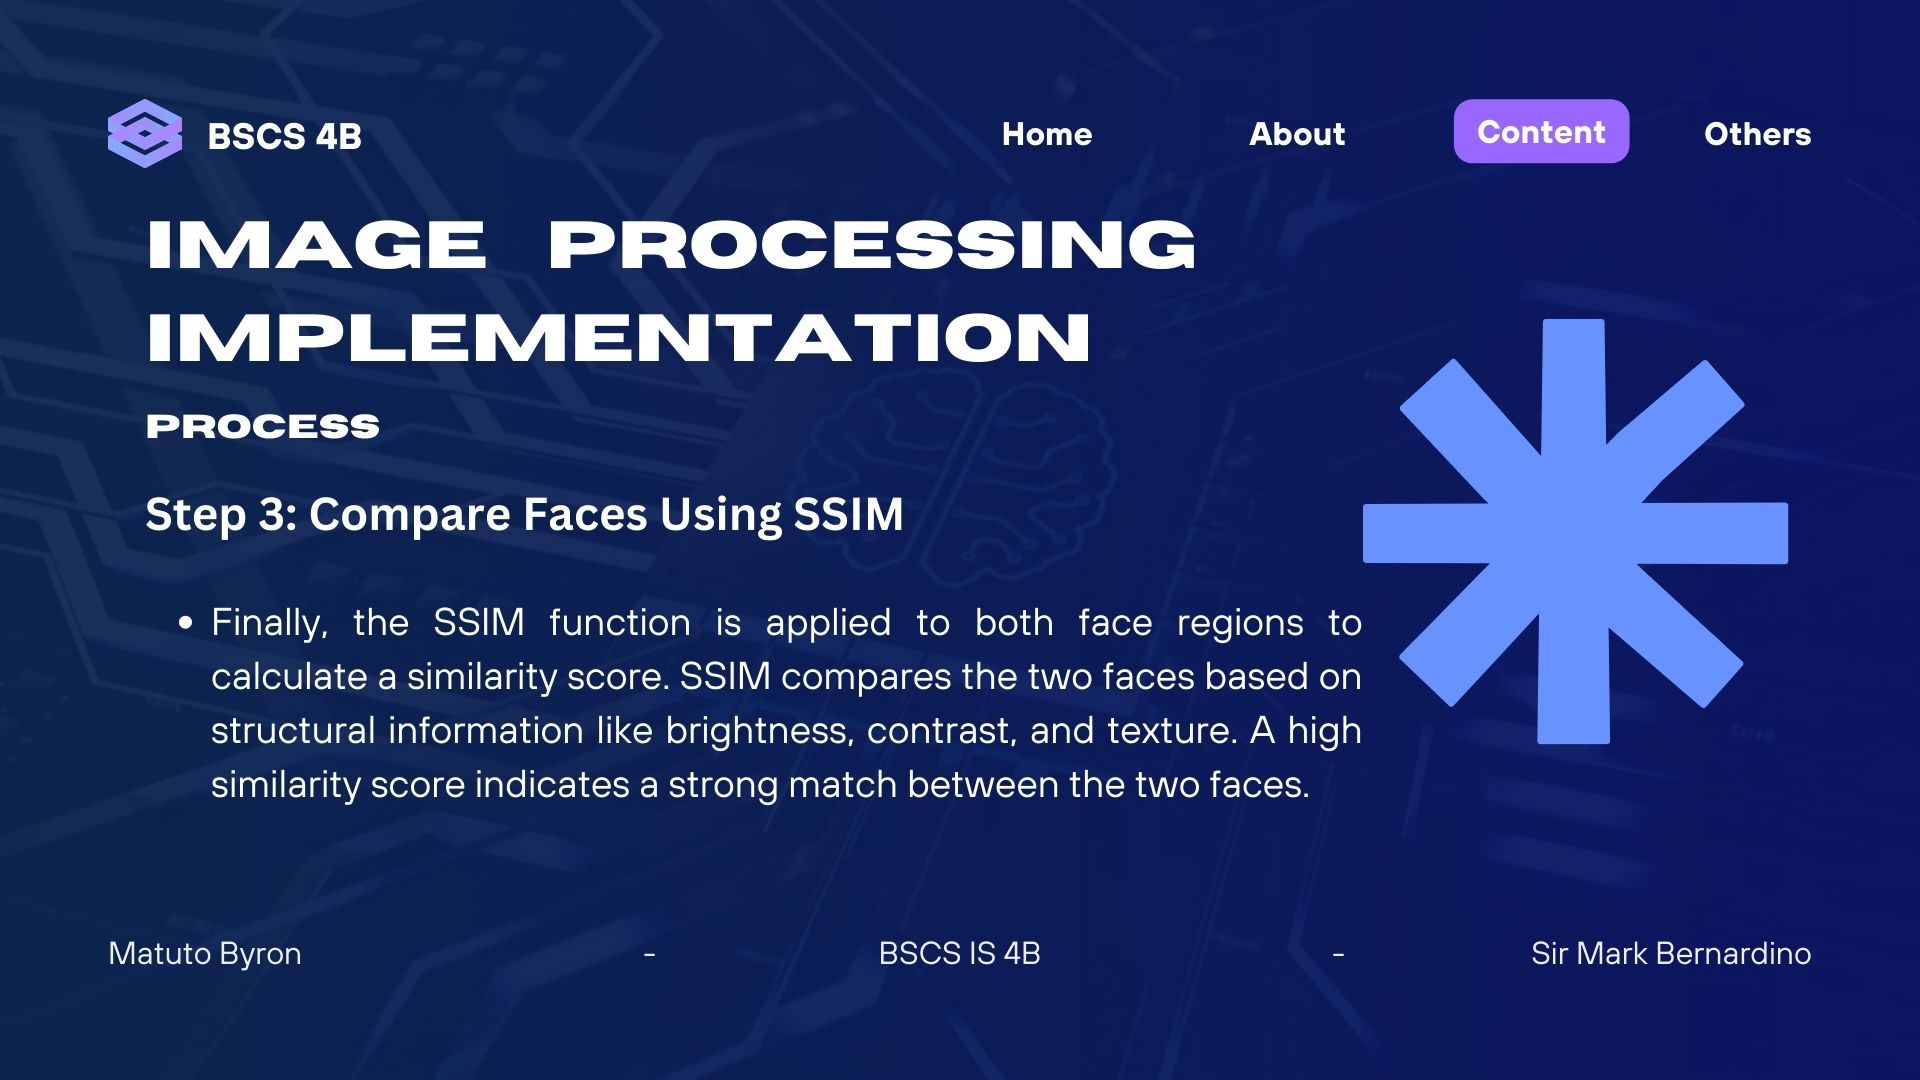 BSCS 4B
Home
About
Content
Others
IMAGE PROCESSING
IMPLEMENTATION
PROCESS
Step 3: Compare Faces Using SSIM
• Finally, the SSIM function is applied to both face regions to
calculate a similarity score. SSIM compares the two faces based on
structural information like brightness, contrast, and texture. A high
similarity score indicates a strong match between the two faces.
Matuto Byron
-
BSCS IS 4B
-
Sir Mark Bernardino